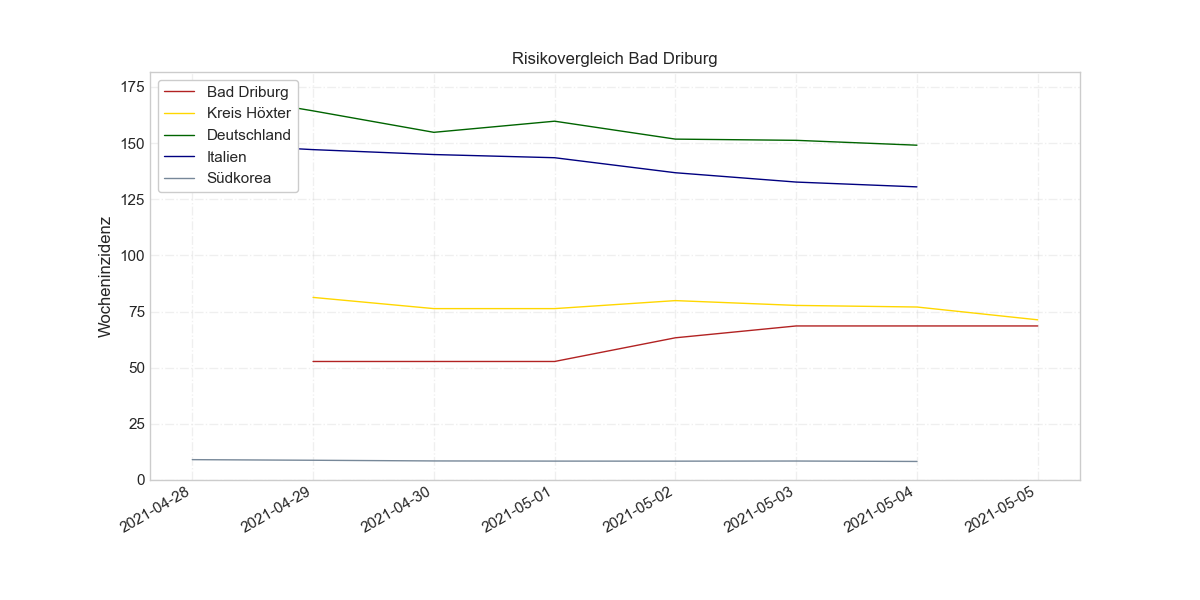 Risikovergleich Bad Driburg
Bad Driburg
Kreis Höxter
Deutschland
Italien
Südkorea
Wocheninzidenz
175
150
125
100
75
50
25
0
2021-04-28
2021-04-29
2021-04-30
2021-05-01
2021-05-02
2021-05-03
2021-05-04
2021-05-05